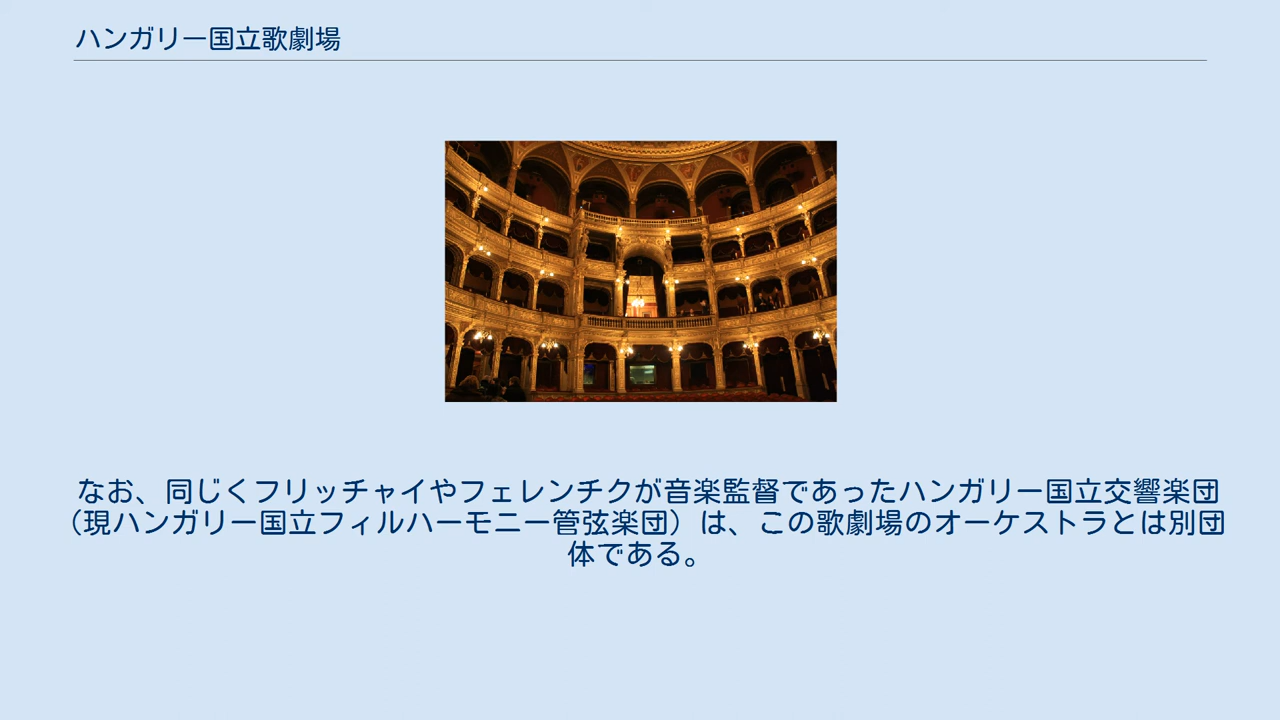 ハンガリー国立歌劇場
なお、同じくフリッチャイやフェレンチクが音楽監督であったハンガリー国立交響楽団
（現ハンガリー国立フィルハーモニー管弦楽団）は、この歌劇場のオーケストラとは別団
体である。